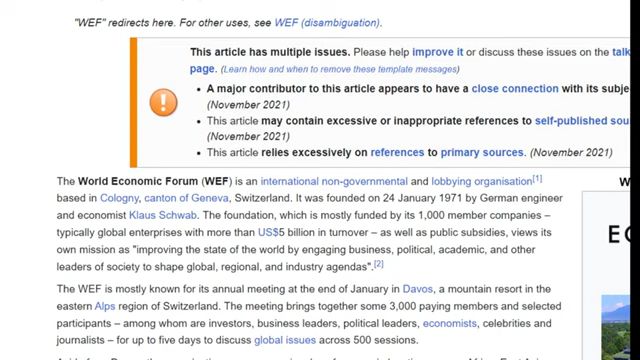 "WEF" redirects here. For other uses, see WEF (disambiguation).
This article has multiple issues. Please help improve it or discuss these issues on the talk
page. (Learn how and when to remove these template messages)
• A major contributor to this article appears to have a close connection with its
(November 2021)
• This article may contain excessive or inappropriate references to self-published
(November 2021)
• This article relies excessively on references to primary sources. (November 2021)
The World Economic Forum (WEF) is an international non-governmental and lobbying organisation[1]
based in Cologny, canton of Geneva, Switzerland. It was founded on 24 January 1971 by German engineer
and economist Klaus Schwab. The foundation, which is mostly funded by its 1,000 member companies –
typically global enterprises with more than US$5 billion in turnover – as well as public subsidies, views its
own mission as "improving the state of the world by engaging business, political, academic, and other
leaders of society to shape global, regional, and industry agendas".[2]
The WEF is mostly known for its annual meeting at the end of January in Davos, a mountain resort in the
eastern Alps region of Switzerland. The meeting brings together some 3,000 paying members and selected
participants – among whom are investors, business leaders, political leaders, economists, celebrities and
journalists – for up to five days to discuss global issues across 500 sessions.